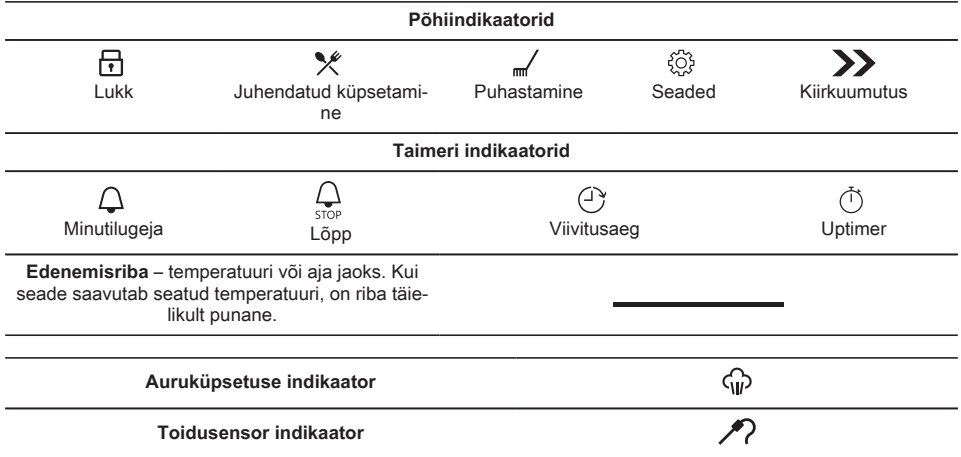 Põhiindikaatorid
Lukk
Juhendatud küpsetami-
ne
Puhastamine
Seaded
Kiirkuumutus
Taimeri indikaatorid
Minutilugeja
STOP
Lõpp
Viivitusaeg
Uptimer
Edenemisriba – temperatuuri või aja jaoks. Kui
seade saavutab seatud temperatuuri, on riba täie-
likult punane.
Auruküpsetuse indikaator
Toidusensor indikaator